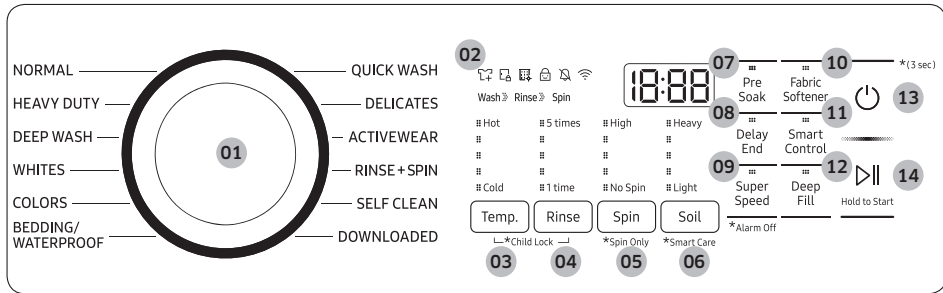 NORMAL
HEAVY DUTY
DEEP WASH
WHITES
COLORS
BEDDING/
WATERPROOF
01
QUICK WASH
DELICATES
ACTIVEWEAR
RINSE+SPIN
SELF CLEAN
DOWNLOADED
02
Wash》 Rinse》 Spin
18:88
Hot 5 times High Heavy
Cold 1 time No Spin Light
Temp. Rinse Spin Soil
*Child Lock *Spin Only *Smart Care
03 04 05 06
07
Pre
Soak
08
Delay
End
09
Super
Speed
*Alarm Off
10
Fabric
Softener
11
Smart
Control
12
Deep
Fill
*(3 sec)
13
14
Hold to Start